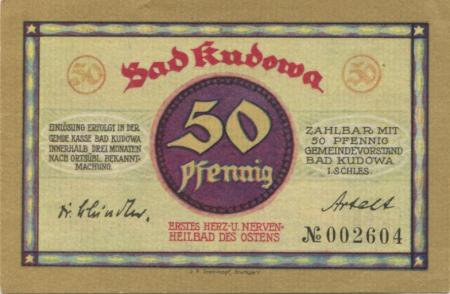 Bad Kudowa
50
50
50
Pfennig
EINLÖSUNG ERFOLGT IN DER
GEMDE. KASSE BAD KUDOWA
INNERHALB DREI MONATEN
NACH ORTSÜBL. BEKANNT-
MACHUNG.
ZAHLBAR MIT
50 PFENNIG
GEMEINDEVORSTAND
BAD KUDOWA
I. SCHLES.
ERSTES HERZ- U. NERVEN-
HEILBAD DES OSTENS
№ 002604